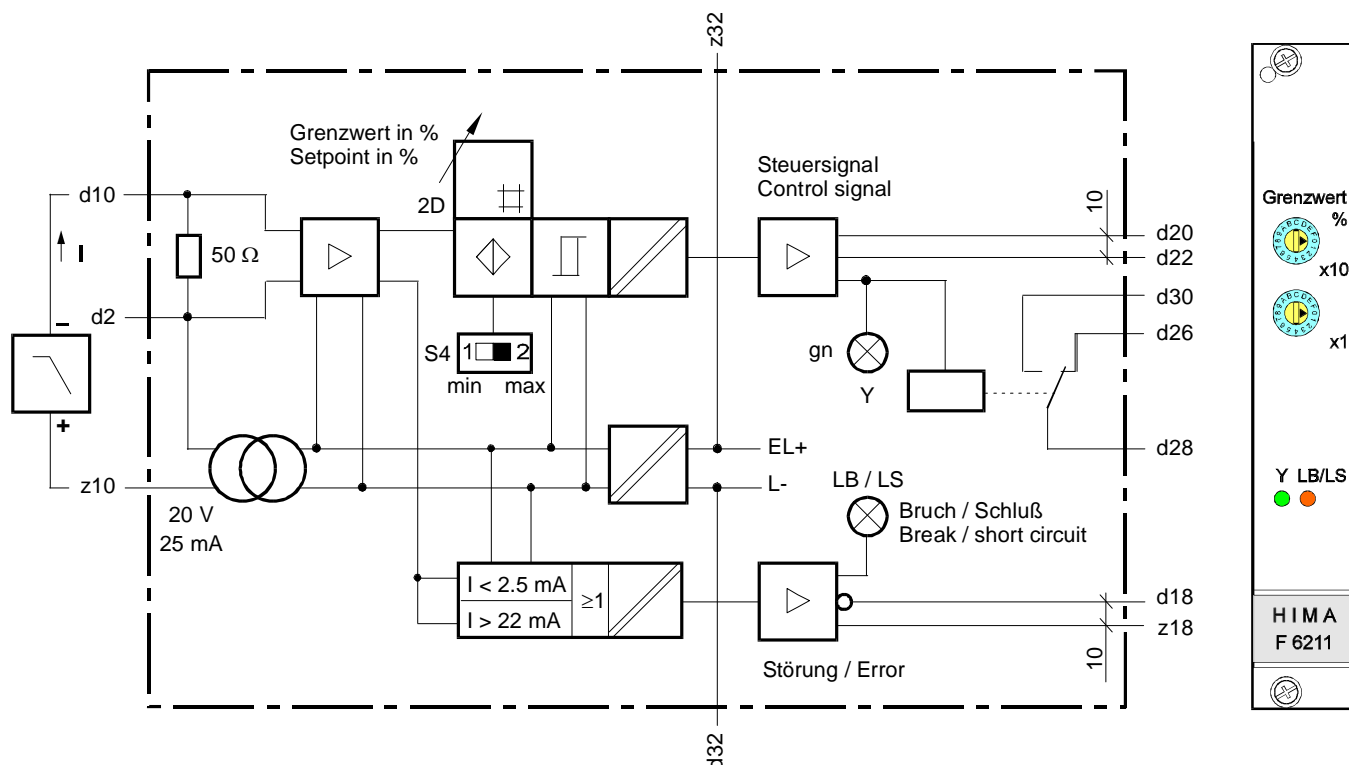 z32
Grenzwert in %
Setpoint in %
2D
Steuersignal
Control signal
10
d10
I
50 Ω
d2
–
+
z10
20 V
25 mA
S4
1
2
min max
gn
Y
d20
d22
d30
d26
d28
EL+
L-
LB / LS
Bruch / Schluß
Break / short circuit
I < 2.5 mA
I > 22 mA
≥1
Störung / Error
d18
z18
10
d32
Grenzwert
%
0123456789ABCDEF
x10
0123456789ABCDEF
x1
Y LB/LS
HIMA
F 6211